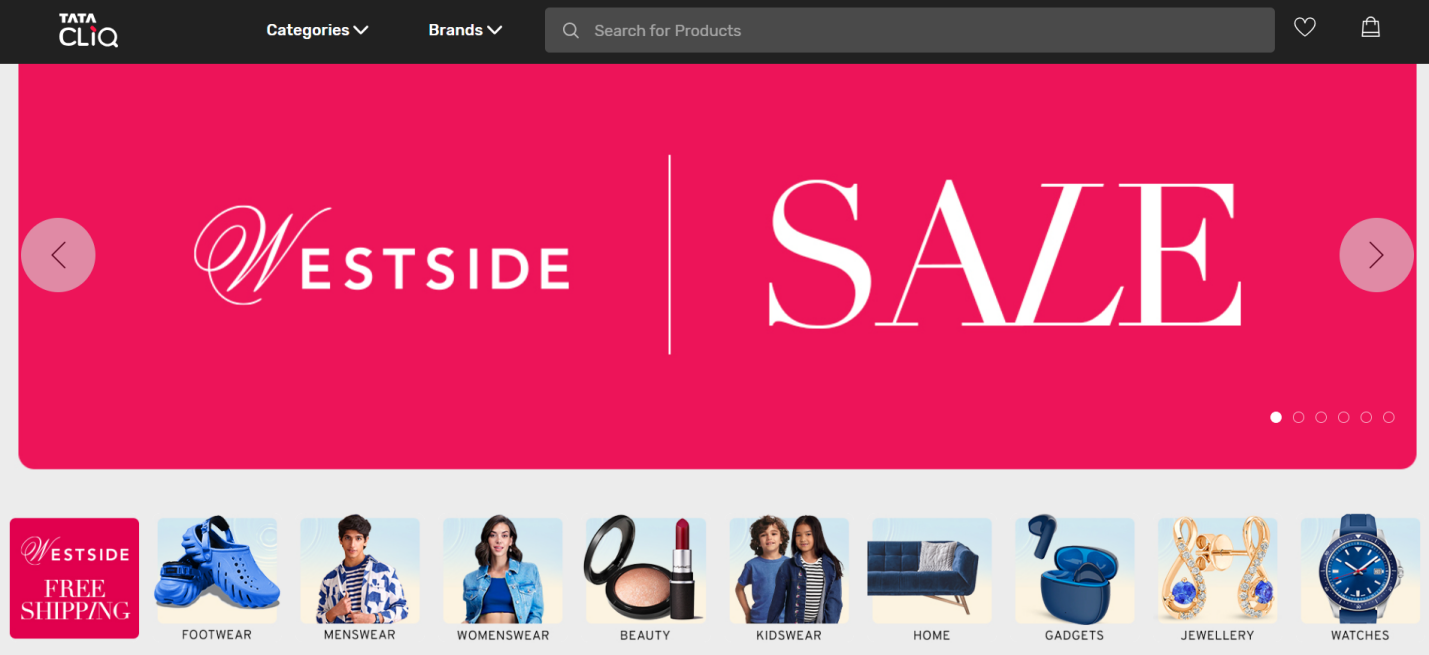 TATA
CLiQ
Categories
Brands
Search for Products
WESTSIDE
SALE
WESTSIDE
FREE
SHIPPING
FOOTWEAR
MENSWEAR
WOMENSWEAR
BEAUTY
KIDSWEAR
HOME
GADGETS
JEWELLERY
WATCHES